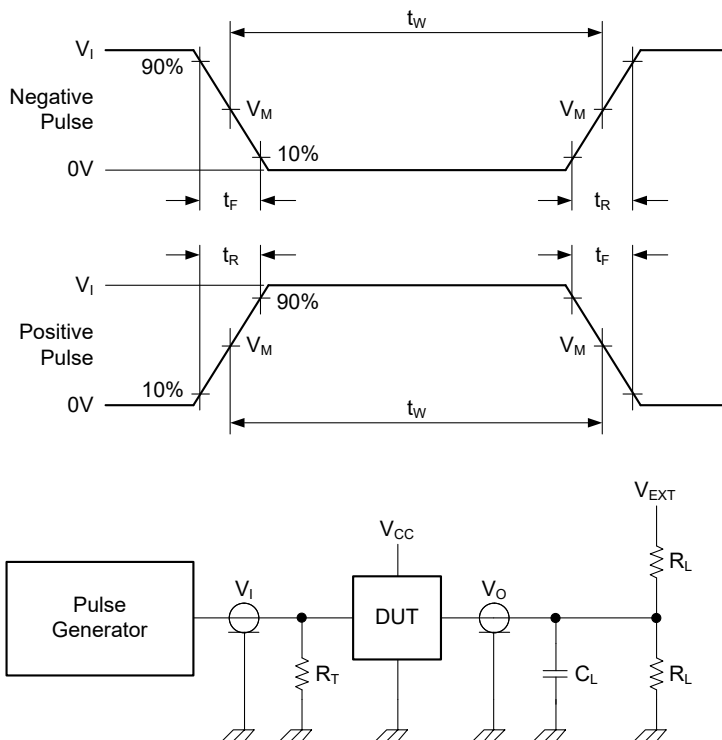 t_W
V_I
90%
Negative
Pulse
V_M
V_M
10%
0V
t_F
t_R
t_R
t_F
V_I
90%
Positive
Pulse
V_M
V_M
10%
0V
t_W
V_EXT
V_CC
R_L
Pulse
Generator
V_I
DUT
V_O
R_T
C_L
R_L